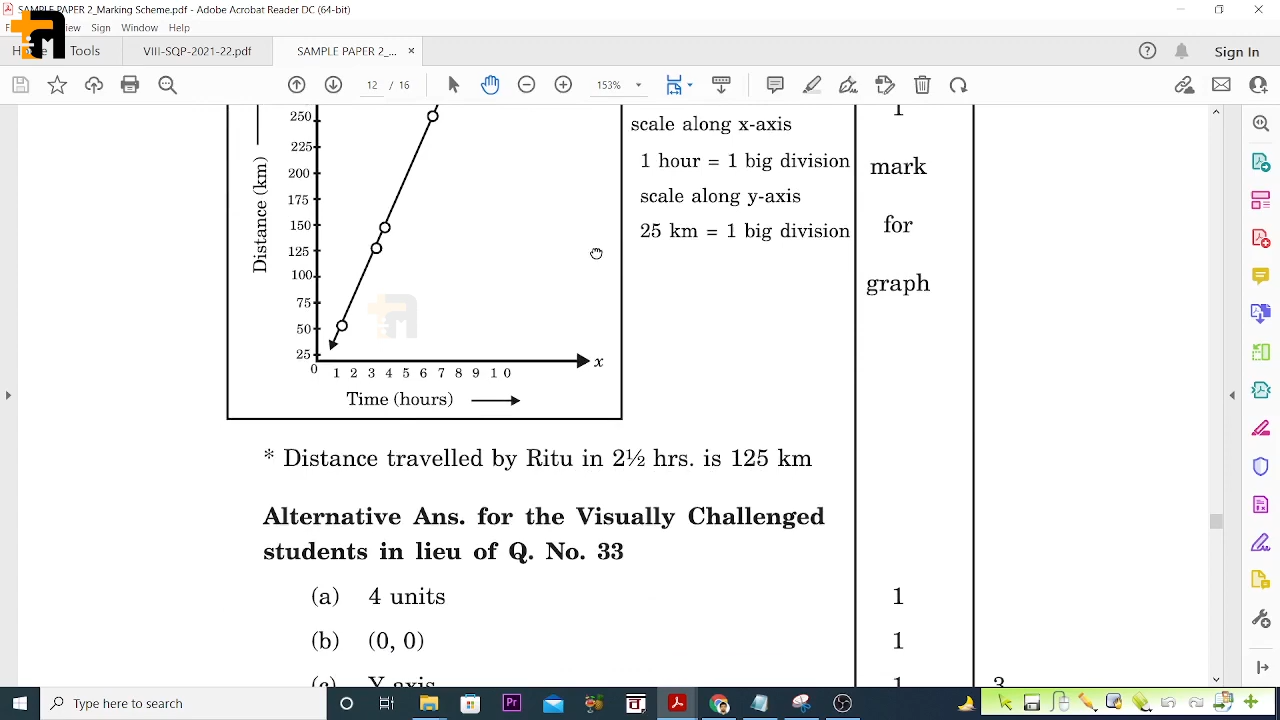 SAMPLE PAPER 2_Marking Scheme.pdf - Adobe Acrobat Reader DC (64-bit)
View Sign Window Help
Tools VIII-SQP-2021-22.pdf SAMPLE PAPER 2_... × Sign In
12 / 16 153%
250
225
200
175
150
125
100
75
50
25
Distance (km)
0 1 2 3 4 5 6 7 8 9 1 0 x
Time (hours)
scale along x-axis
1 hour = 1 big division
scale along y-axis
25 km = 1 big division
1
mark
for
graph
* Distance travelled by Ritu in 2½ hrs. is 125 km
Alternative Ans. for the Visually Challenged
students in lieu of Q. No. 33
(a) 4 units 1
(b) (0, 0) 1
(c) Y axis 1 3
Type here to search